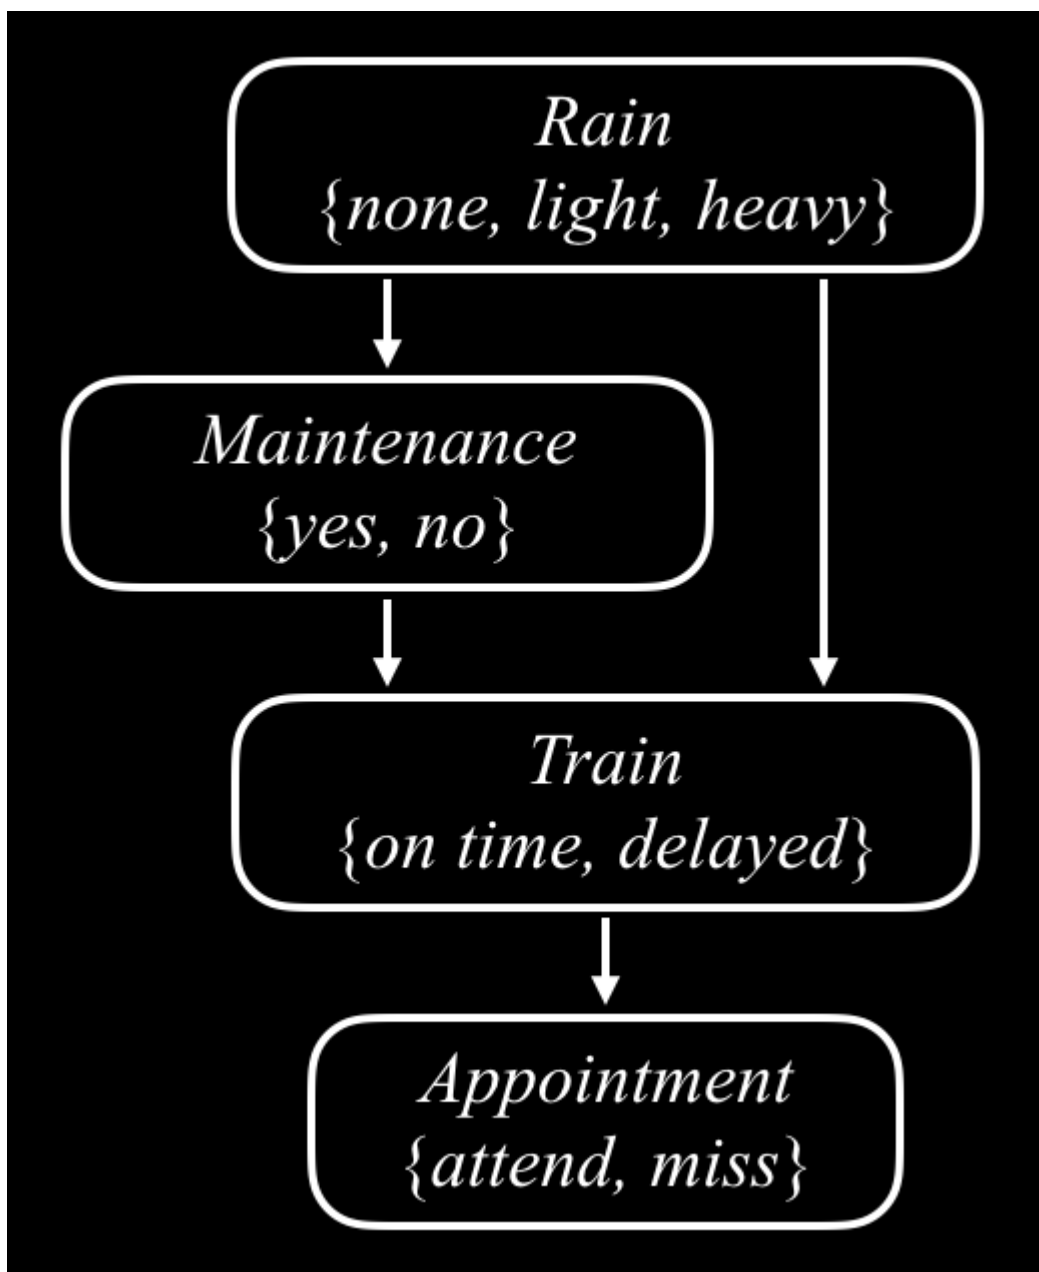 Rain
{none, light, heavy}
Maintenance
{yes, no}
Train
{on time, delayed}
Appointment
{attend, miss}